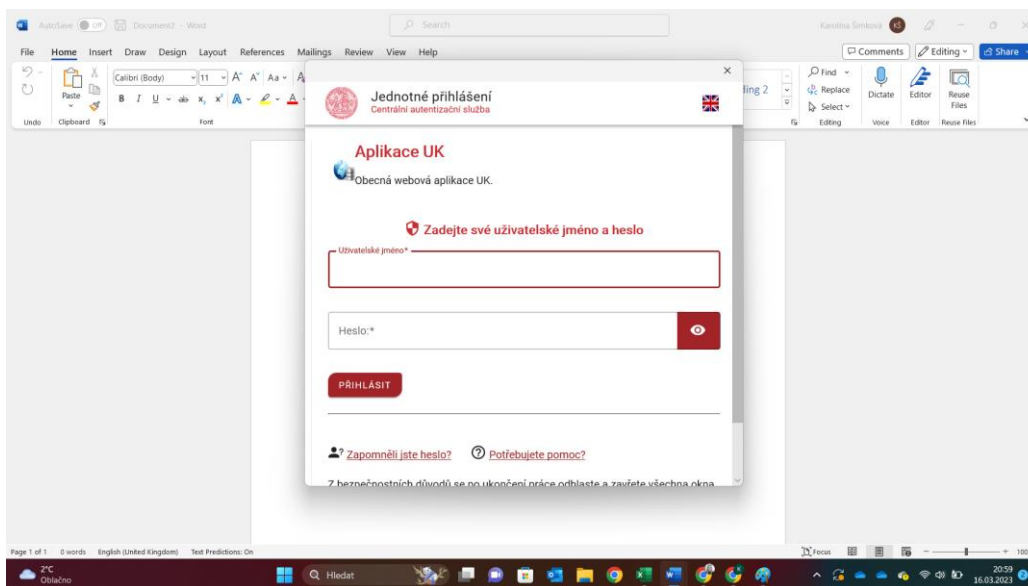 AutoSave Off Document2 - Word
Search
Karolína Šimková KŠ
File Home Insert Draw Design Layout References Mailings Review View Help
Comments Editing Share
Paste
Calibri (Body) 11
Undo Clipboard Font
ding 2
Find
Replace
Select
Dictate Editor Reuse Files
Editing Voice Editor Reuse Files
Jednotné přihlášení
Centrální autentizační služba
Aplikace UK
Obecná webová aplikace UK.
Zadejte své uživatelské jméno a heslo
Uživatelské jméno*
Heslo:*
PŘIHLÁSIT
Zapomněli jste heslo? Potřebujete pomoc?
Z bezpečnostních důvodů se po ukončení práce odhlaste a zavřete všechna okna
Page 1 of 1 0 words English (United Kingdom) Text Predictions: On
Focus 100
2°C
Oblačno
Hledat
20:59
16.03.2023